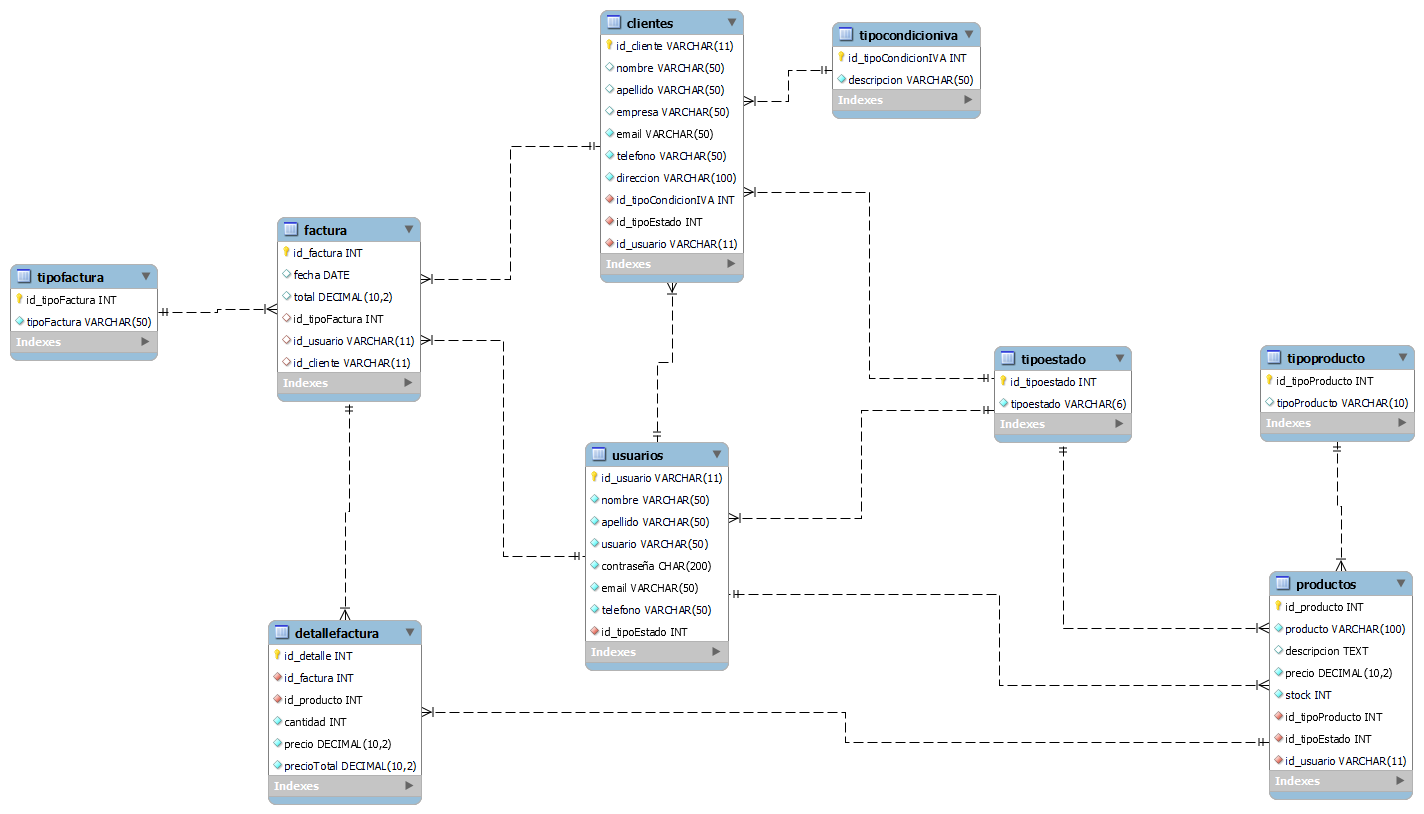 clientes
id_cliente VARCHAR(11)
nombre VARCHAR(50)
apellido VARCHAR(50)
empresa VARCHAR(50)
email VARCHAR(50)
telefono VARCHAR(50)
direccion VARCHAR(100)
id_tipoCondicionIVA INT
id_tipoEstado INT
id_usuario VARCHAR(11)
Indexes
tipocondicioniva
id_tipoCondicionIVA INT
descripcion VARCHAR(50)
Indexes
factura
id_factura INT
fecha DATE
total DECIMAL(10,2)
id_tipoFactura INT
id_usuario VARCHAR(11)
id_cliente VARCHAR(11)
Indexes
tipofactura
id_tipoFactura INT
tipoFactura VARCHAR(50)
Indexes
tipoestado
id_tipoestado INT
tipoestado VARCHAR(6)
Indexes
tipoproducto
id_tipoProducto INT
tipoProducto VARCHAR(10)
Indexes
usuarios
id_usuario VARCHAR(11)
nombre VARCHAR(50)
apellido VARCHAR(50)
usuario VARCHAR(50)
contraseña CHAR(200)
email VARCHAR(50)
telefono VARCHAR(50)
id_tipoEstado INT
Indexes
productos
id_producto INT
producto VARCHAR(100)
descripcion TEXT
precio DECIMAL(10,2)
stock INT
id_tipoProducto INT
id_tipoEstado INT
id_usuario VARCHAR(11)
Indexes
detallefactura
id_detalle INT
id_factura INT
id_producto INT
cantidad INT
precio DECIMAL(10,2)
precioTotal DECIMAL(10,2)
Indexes